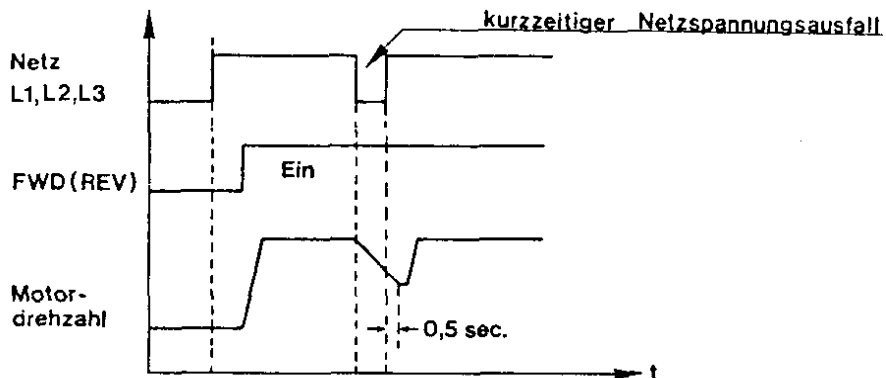 kurzzeitiger Netzspannungsausfall
Netz
L1,L2,L3
FWD (REV)
Ein
Motor-
drehzahl
0,5 sec.
t